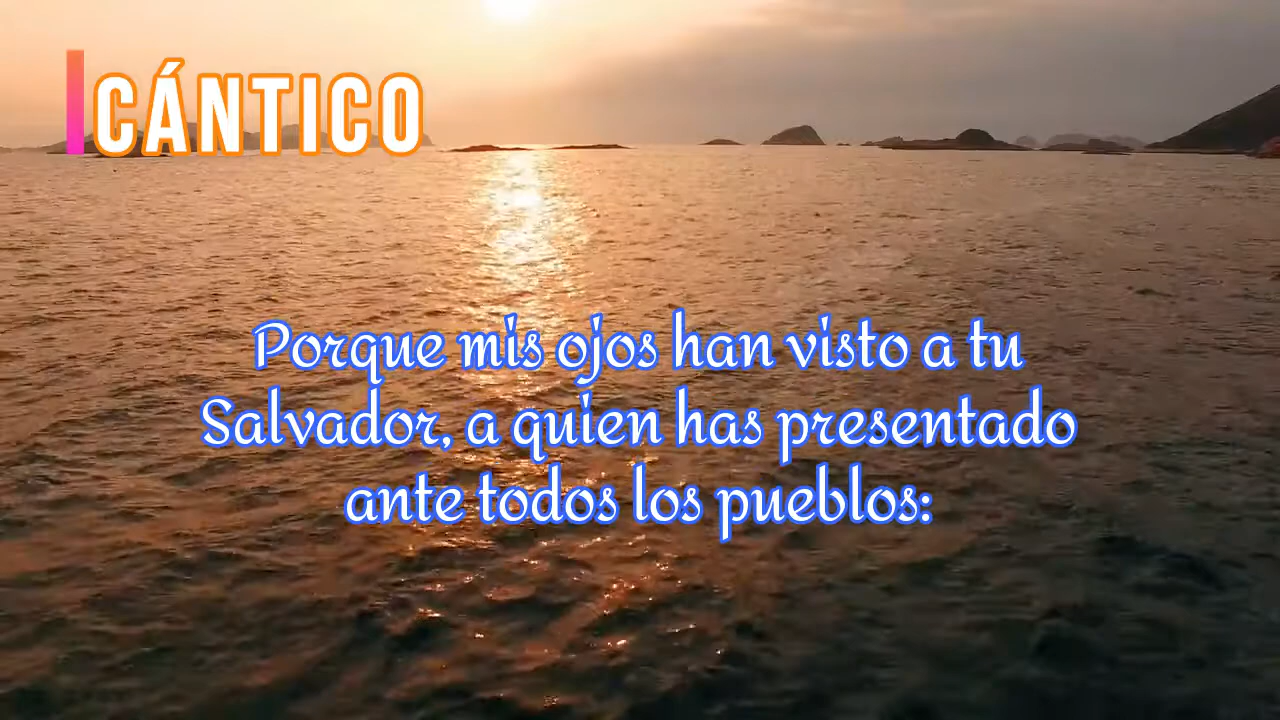 CÁNTICO
Porque mis ojos han visto a tu
Salvador, a quien has presentado
ante todos los pueblos: